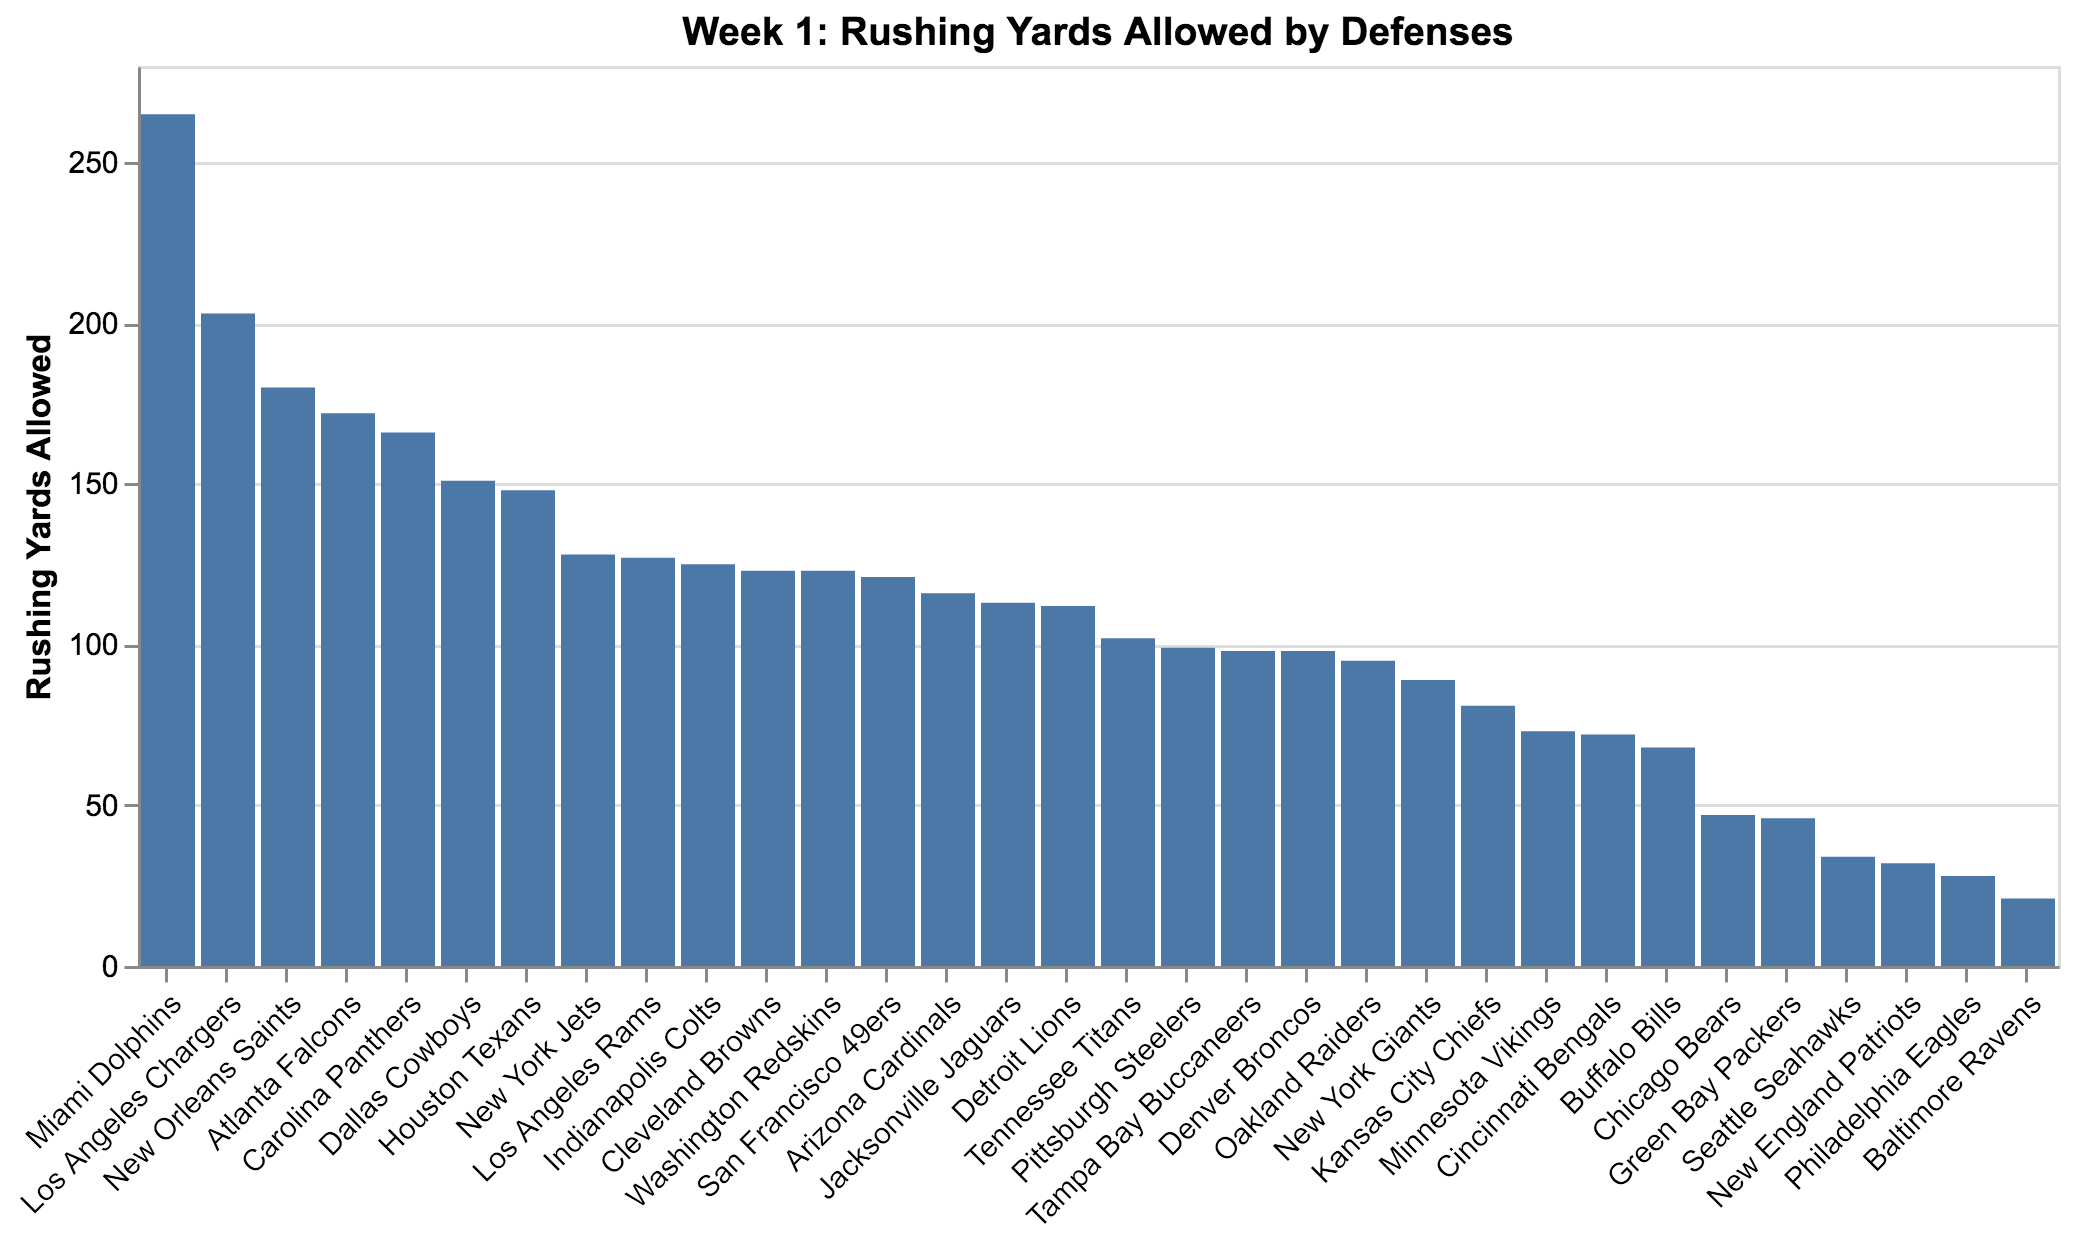 Week 1: Rushing Yards Allowed by Defenses
Rushing Yards Allowed
250
200
150
100
50
0
Miami Dolphins
Los Angeles Chargers
New Orleans Saints
Atlanta Falcons
Carolina Panthers
Dallas Cowboys
Houston Texans
New York Jets
Los Angeles Rams
Indianapolis Colts
Cleveland Browns
Washington Redskins
San Francisco 49ers
Arizona Cardinals
Jacksonville Jaguars
Detroit Lions
Tennessee Titans
Pittsburgh Steelers
Tampa Bay Buccaneers
Denver Broncos
Oakland Raiders
New York Giants
Kansas City Chiefs
Minnesota Vikings
Cincinnati Bengals
Buffalo Bills
Chicago Bears
Green Bay Packers
Seattle Seahawks
New England Patriots
Philadelphia Eagles
Baltimore Ravens